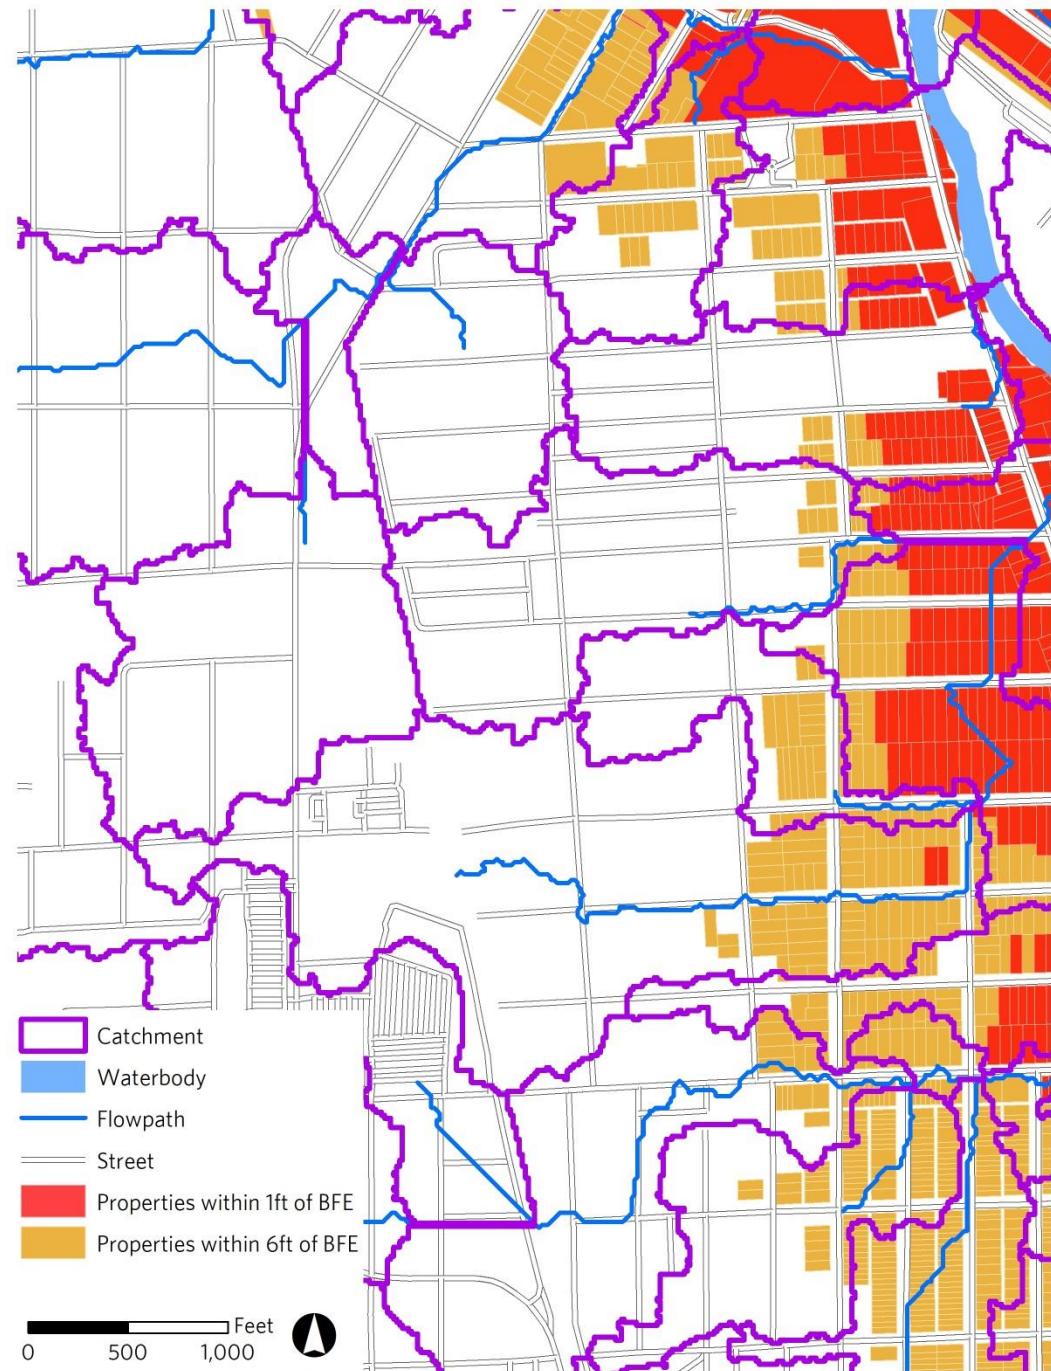 Catchment
Waterbody
Flowpath
Street
Properties within 1ft of BFE
Properties within 6ft of BFE
Feet
0 500 1,000